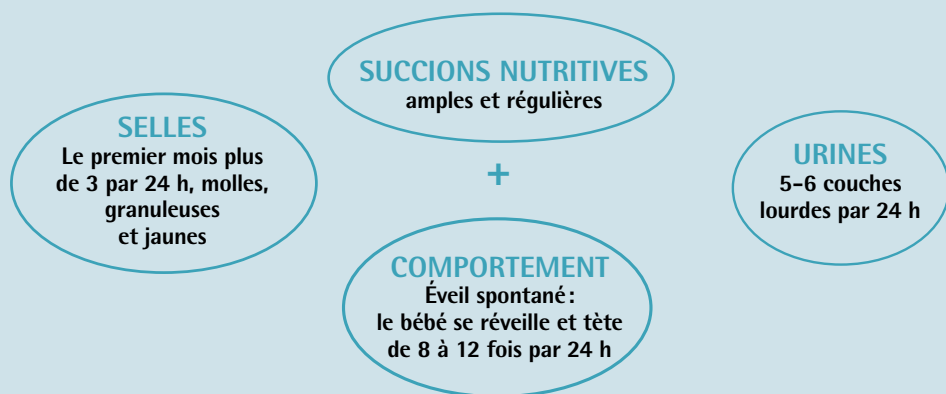 SUCCIONS NUTRITIVES
amples et régulières
SELLES
Le premier mois plus
de 3 par 24 h, molles,
granuleuses
et jaunes
+
URINES
5-6 couches
lourdes par 24 h
COMPORTEMENT
Éveil spontané :
le bébé se réveille et tète
de 8 à 12 fois par 24 h